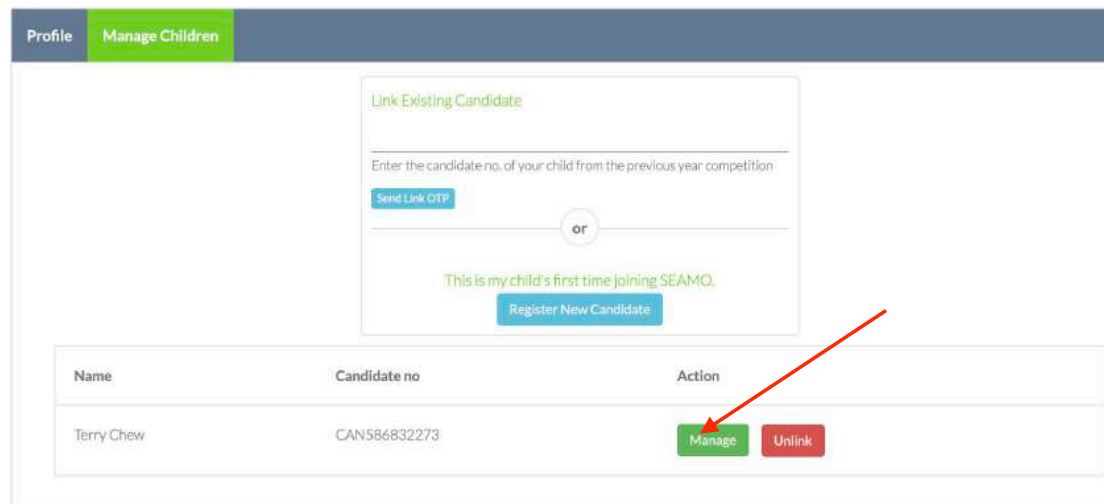 Profile Manage Children
Link Existing Candidate
Enter the candidate no. of your child from the previous year competition
Send Link OTP
or
This is my child's first time joining SEAMO.
Register New Candidate
Name Candidate no Action
Terry Chew CAN586832273 Manage Unlink